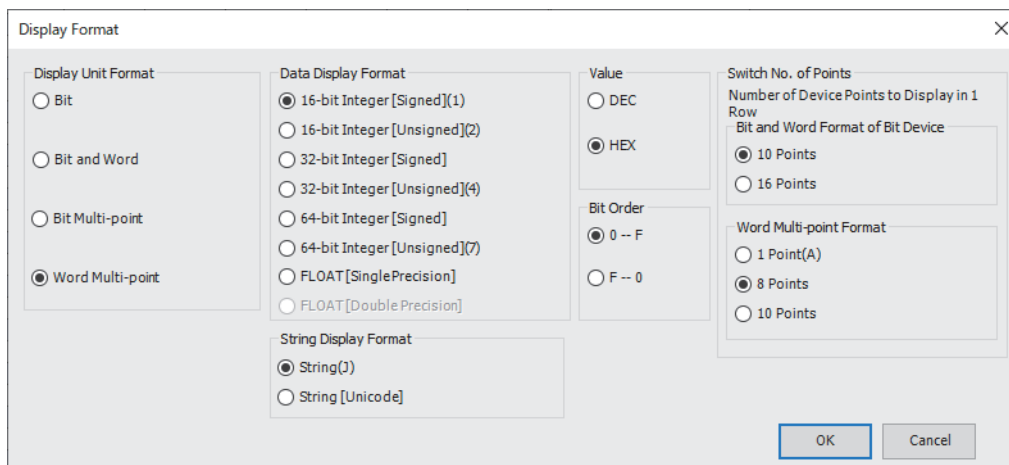 Display Format
Display Unit Format
Bit
Bit and Word
Bit Multi-point
Word Multi-point
Data Display Format
16-bit Integer[Signed](1)
16-bit Integer[Unsigned](2)
32-bit Integer[Signed]
32-bit Integer[Unsigned](4)
64-bit Integer[Signed]
64-bit Integer[Unsigned](7)
FLOAT[SinglePrecision]
FLOAT[Double Precision]
String Display Format
String(J)
String [Unicode]
Value
DEC
HEX
Bit Order
0 -- F
F -- 0
Switch No. of Points
Number of Device Points to Display in 1
Row
Bit and Word Format of Bit Device
10 Points
16 Points
Word Multi-point Format
1 Point(A)
8 Points
10 Points
OK
Cancel